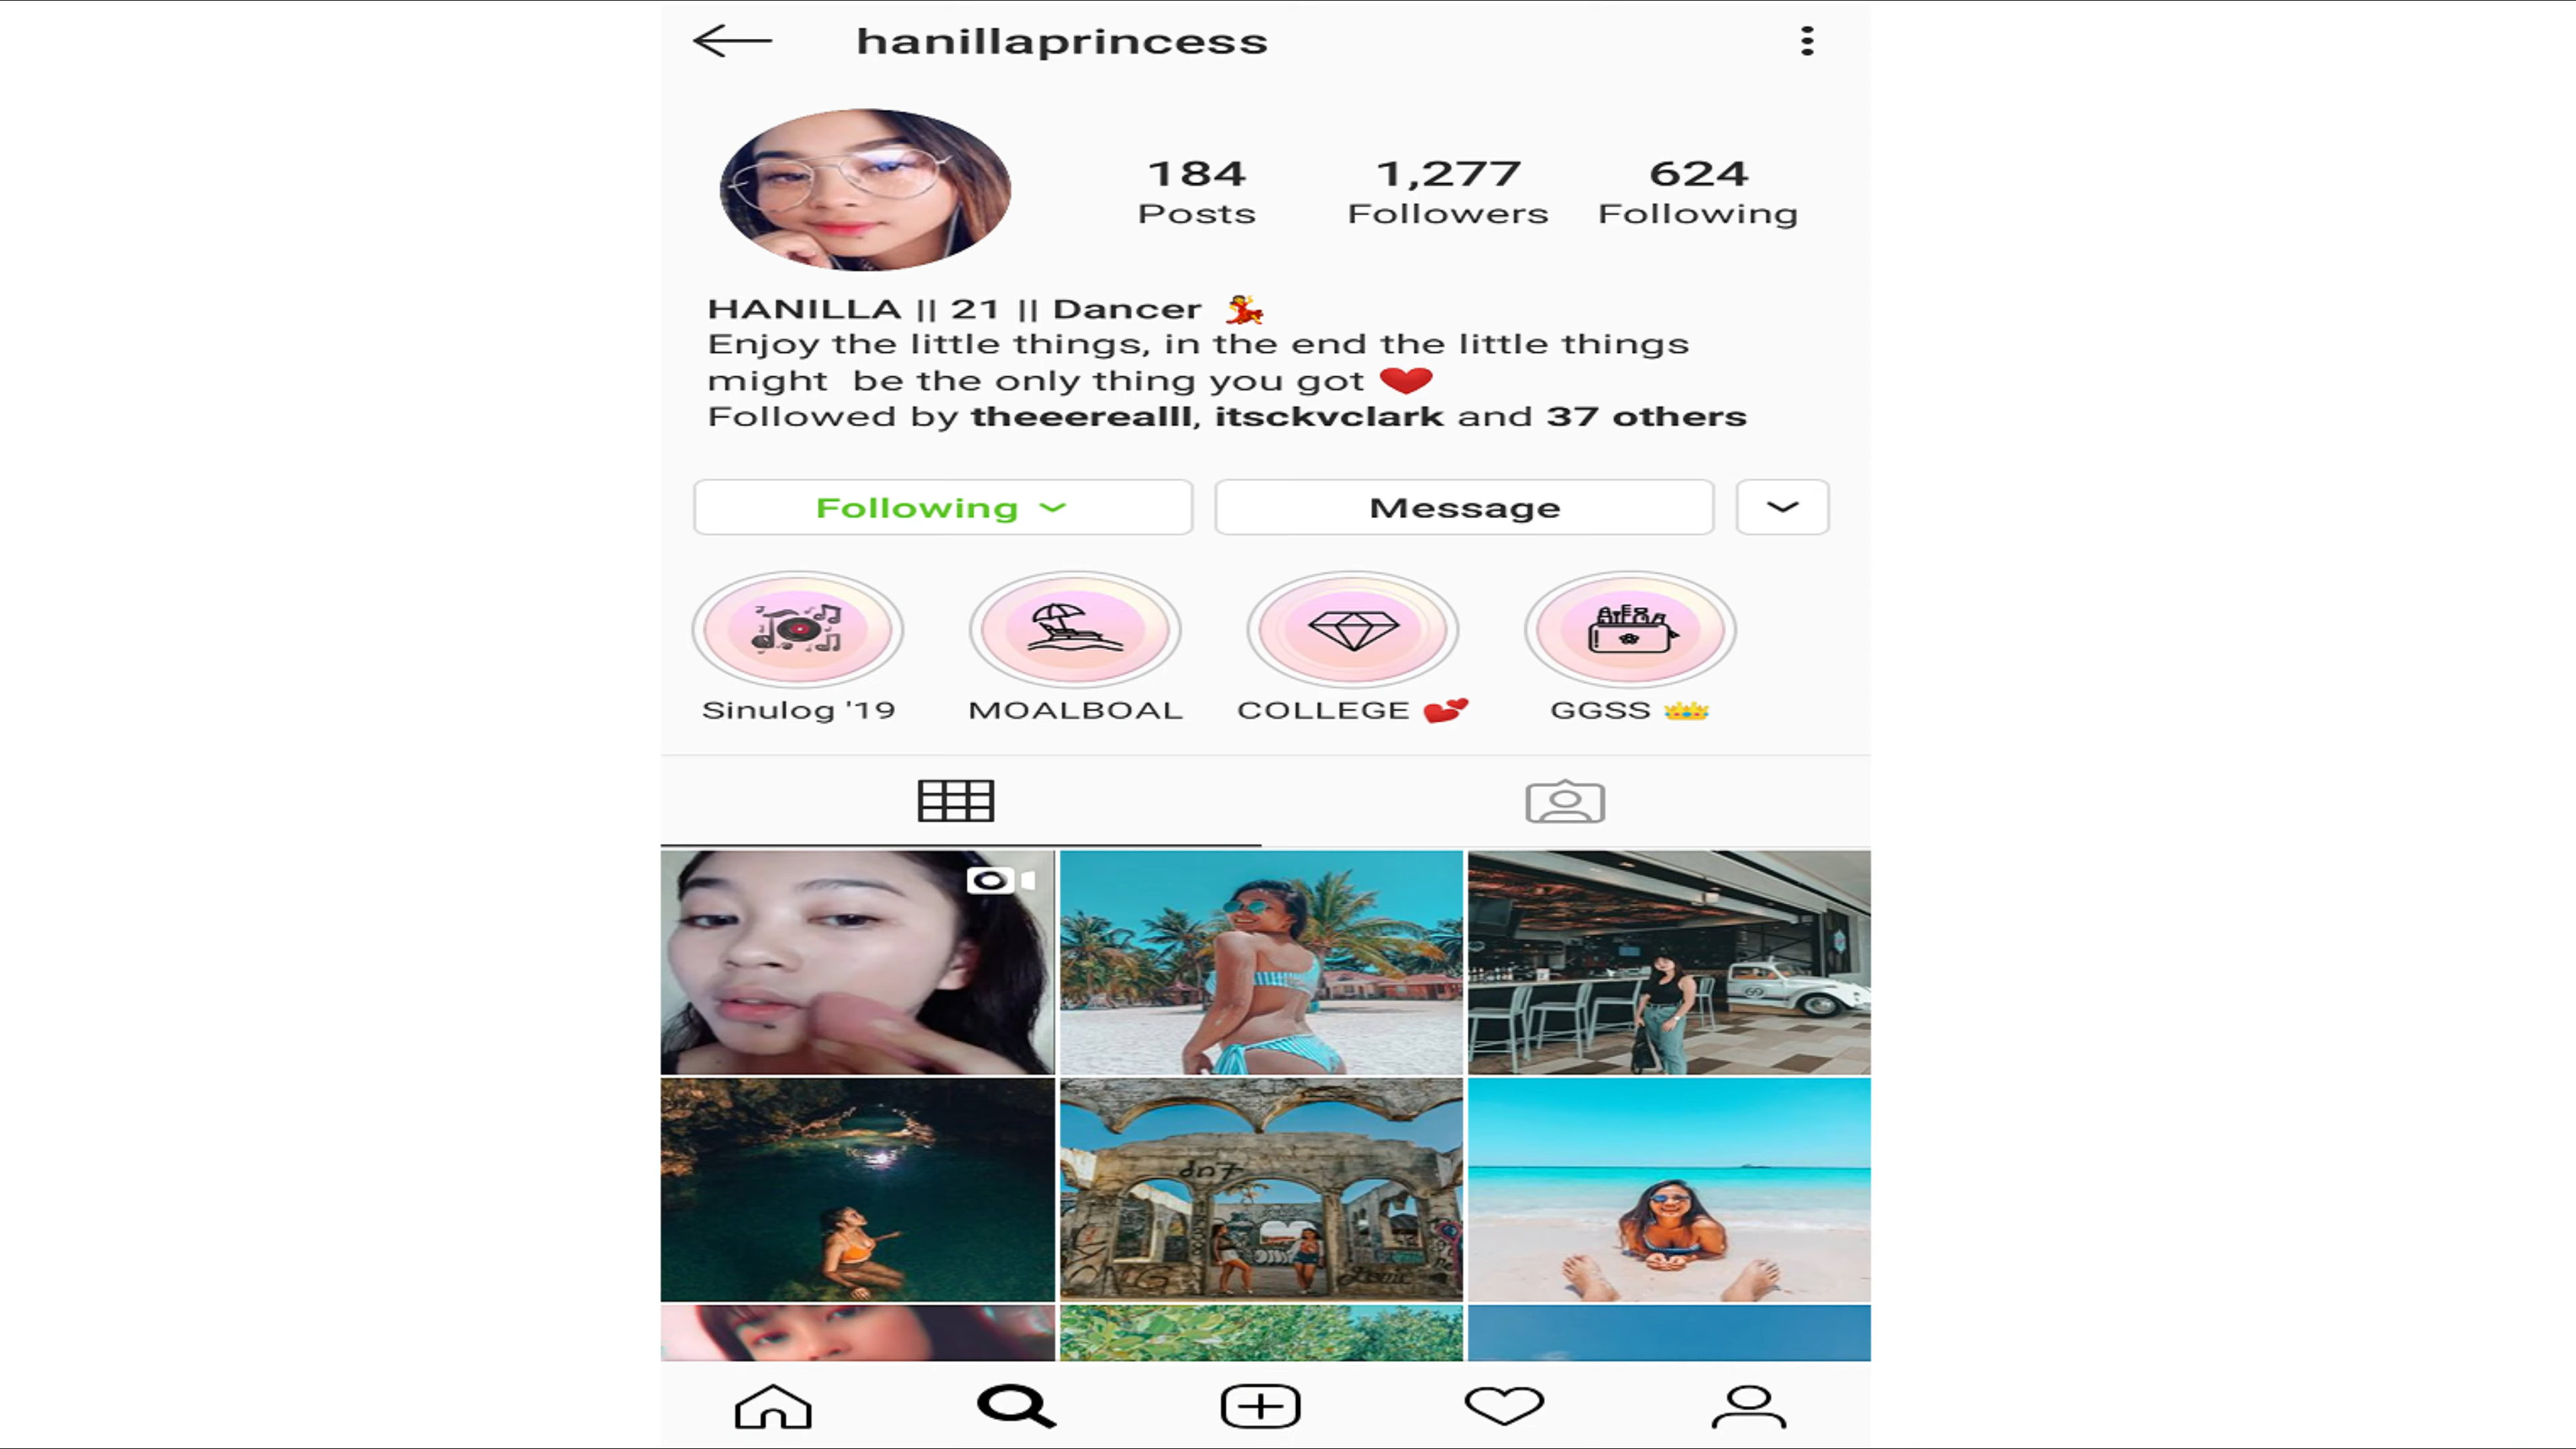 hanillaprincess
184 1,277 624
Posts Followers Following
HANILLA || 21 || Dancer 💃
Enjoy the little things, in the end the little things
might be the only thing you got ❤️
Followed by theeerealll, itsckvclark and 37 others
Following Message
Sinulog '19 MOALBOAL COLLEGE 💕 GGSS 👑
dn7